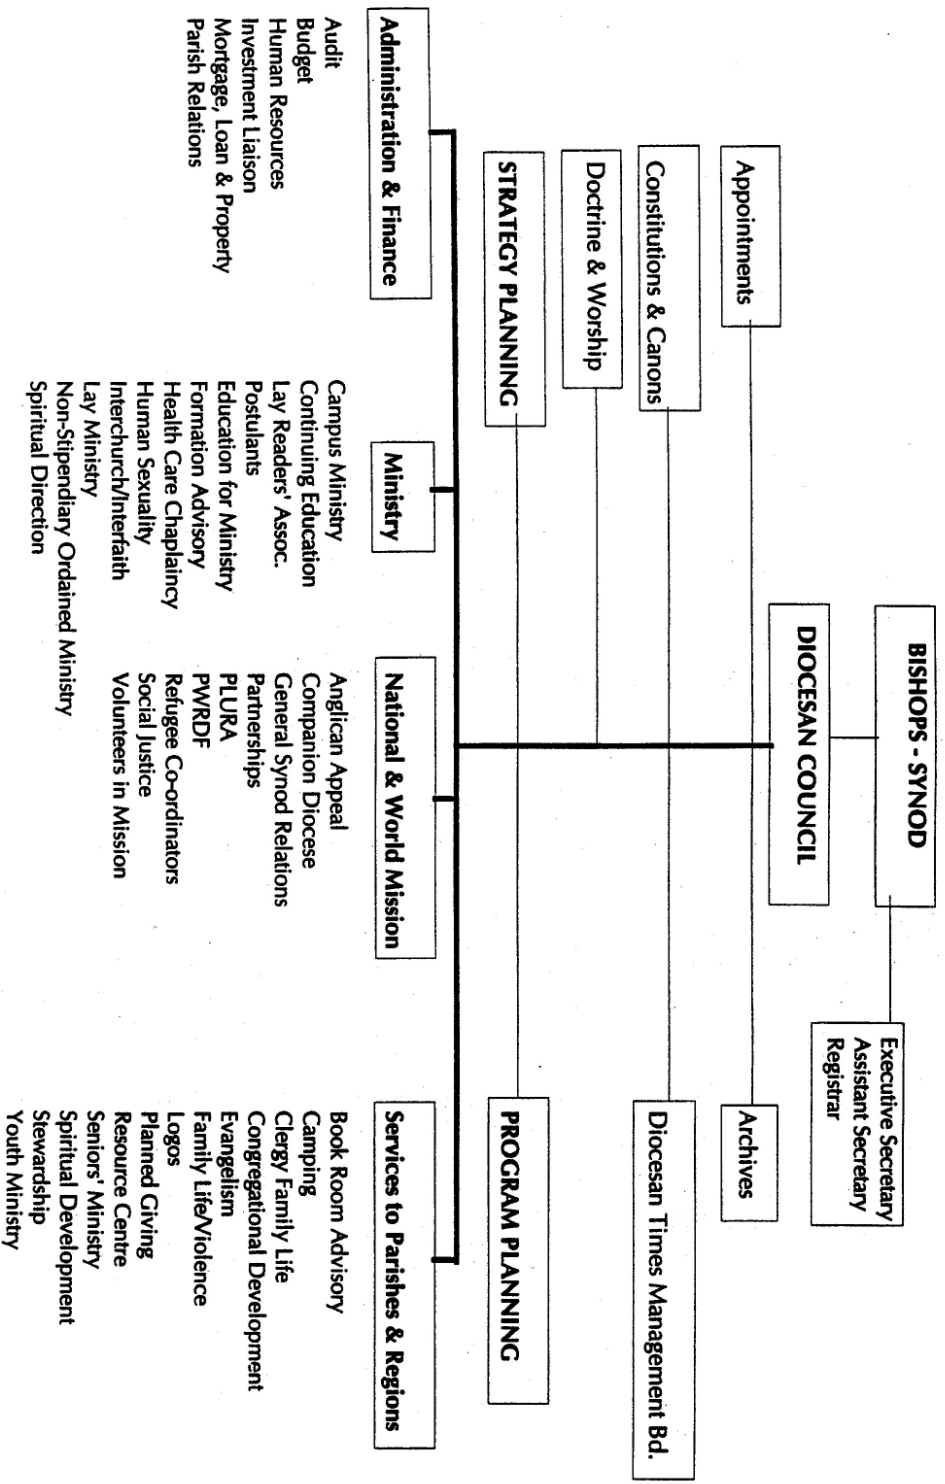 BISHOPS - SYNOD
Executive Secretary
Assistant Secretary
Registrar
DIOCESAN COUNCIL
Appointments
Archives
Constitutions & Canons
Diocesan Times Management Bd.
Doctrine & Worship
STRATEGY PLANNING
PROGRAM PLANNING
Administration & Finance
Audit
Budget
Human Resources
Investment Liaison
Mortgage, Loan & Property
Parish Relations
Ministry
Campus Ministry
Continuing Education
Lay Readers' Assoc.
Postulants
Education for Ministry
Formation Advisory
Health Care Chaplaincy
Human Sexuality
Interchurch/Interfaith
Lay Ministry
Non-Stipendiary Ordained Ministry
Spiritual Direction
National & World Mission
Anglican Appeal
Companion Diocese
General Synod Relations
Partnerships
PLURA
PWRDF
Refugee Co-ordinators
Social Justice
Volunteers in Mission
Services to Parishes & Regions
Book Room Advisory
Camping
Clergy Family Life
Congregational Development
Evangelism
Family Life/Violence
Logos
Planned Giving
Resource Centre
Seniors' Ministry
Spiritual Development
Stewardship
Youth Ministry